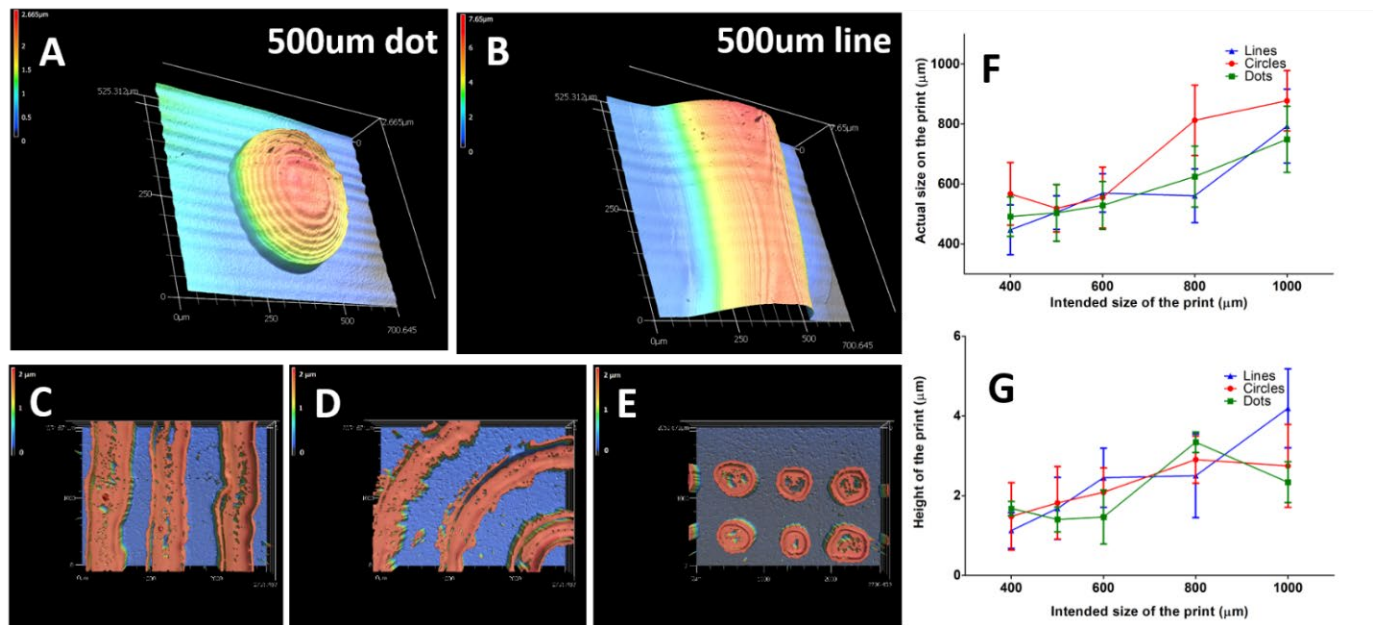 A
500um dot
2.665µm
2
1.5
1
0.5
0
525.312µm
2.665µm
0
250
0
0µm
250
500
700.645
B
500um line
7.65µm
6
4
2
0
525.312µm
7.65µm
0
250
0
0µm
250
500
700.645
C
2 µm
1
0
D
2 µm
1
0
E
2 µm
1
0
F
Lines
Circles
Dots
Actual size on the print (µm)
1000
800
600
400
400
600
800
1000
Intended size of the print (µm)
G
Lines
Circles
Dots
Height of the print (µm)
6
4
2
0
400
600
800
1000
Intended size of the print (µm)